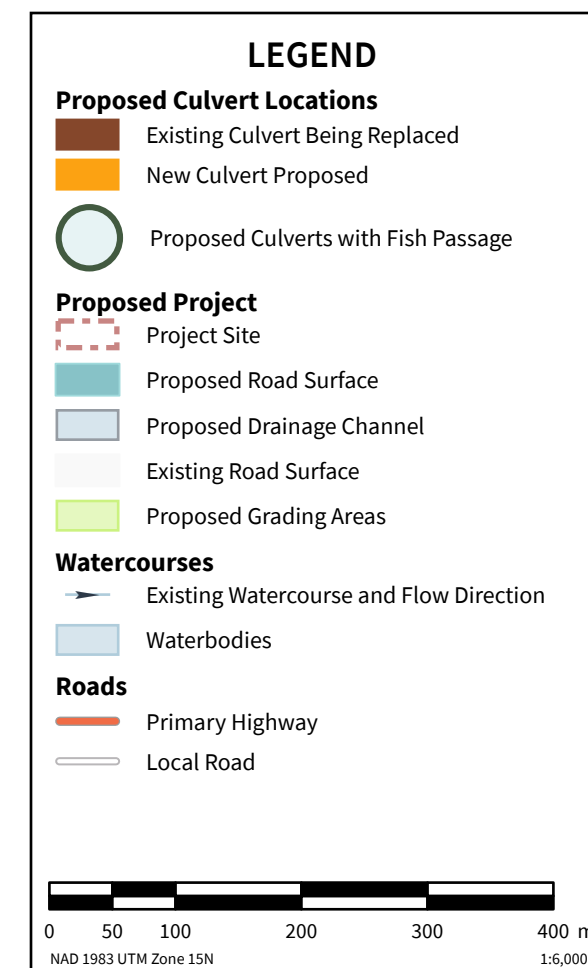 LEGEND
Proposed Culvert Locations
Existing Culvert Being Replaced
New Culvert Proposed
Proposed Culverts with Fish Passage
Proposed Project
Project Site
Proposed Road Surface
Proposed Drainage Channel
Existing Road Surface
Proposed Grading Areas
Watercourses
Existing Watercourse and Flow Direction
Waterbodies
Roads
Primary Highway
Local Road
0 50 100 200 300 400 m
NAD 1983 UTM Zone 15N 1:6,000